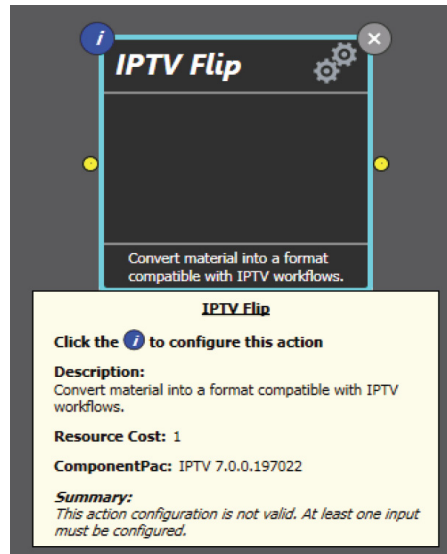 i
IPTV Flip
Convert material into a format
compatible with IPTV workflows.
IPTV Flip
Click the i to configure this action
Description:
Convert material into a format compatible with IPTV
workflows.
Resource Cost: 1
ComponentPac: IPTV 7.0.0.197022
Summary:
This action configuration is not valid. At least one input
must be configured.